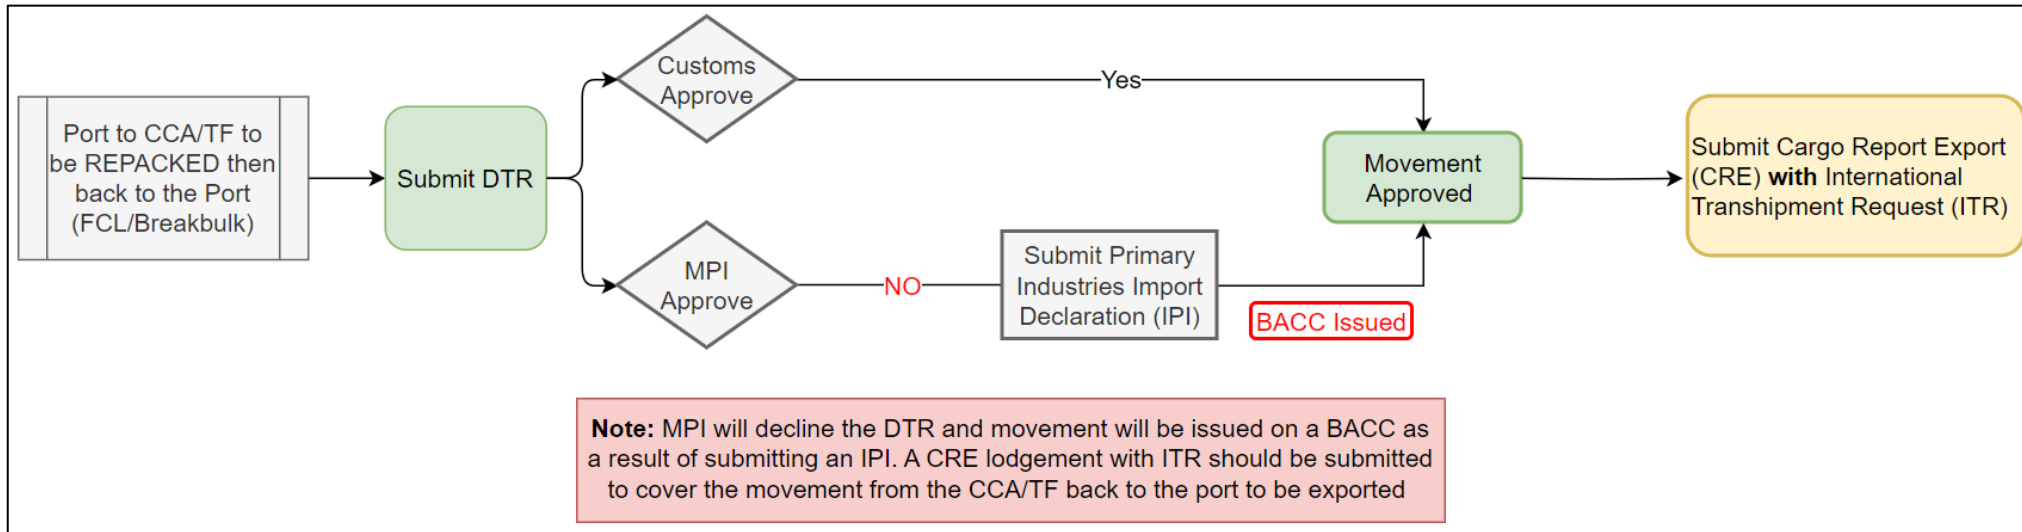 Port to CCA/TF to
be REPACKED then
back to the Port
(FCL/Breakbulk)
Submit DTR
Customs
Approve
Yes
MPI
Approve
NO
Submit Primary
Industries Import
Declaration (IPI)
BACC Issued
Movement
Approved
Submit Cargo Report Export
(CRE) with International
Transhipment Request (ITR)
Note: MPI will decline the DTR and movement will be issued on a BACC as
a result of submitting an IPI. A CRE lodgement with ITR should be submitted
to cover the movement from the CCA/TF back to the port to be exported